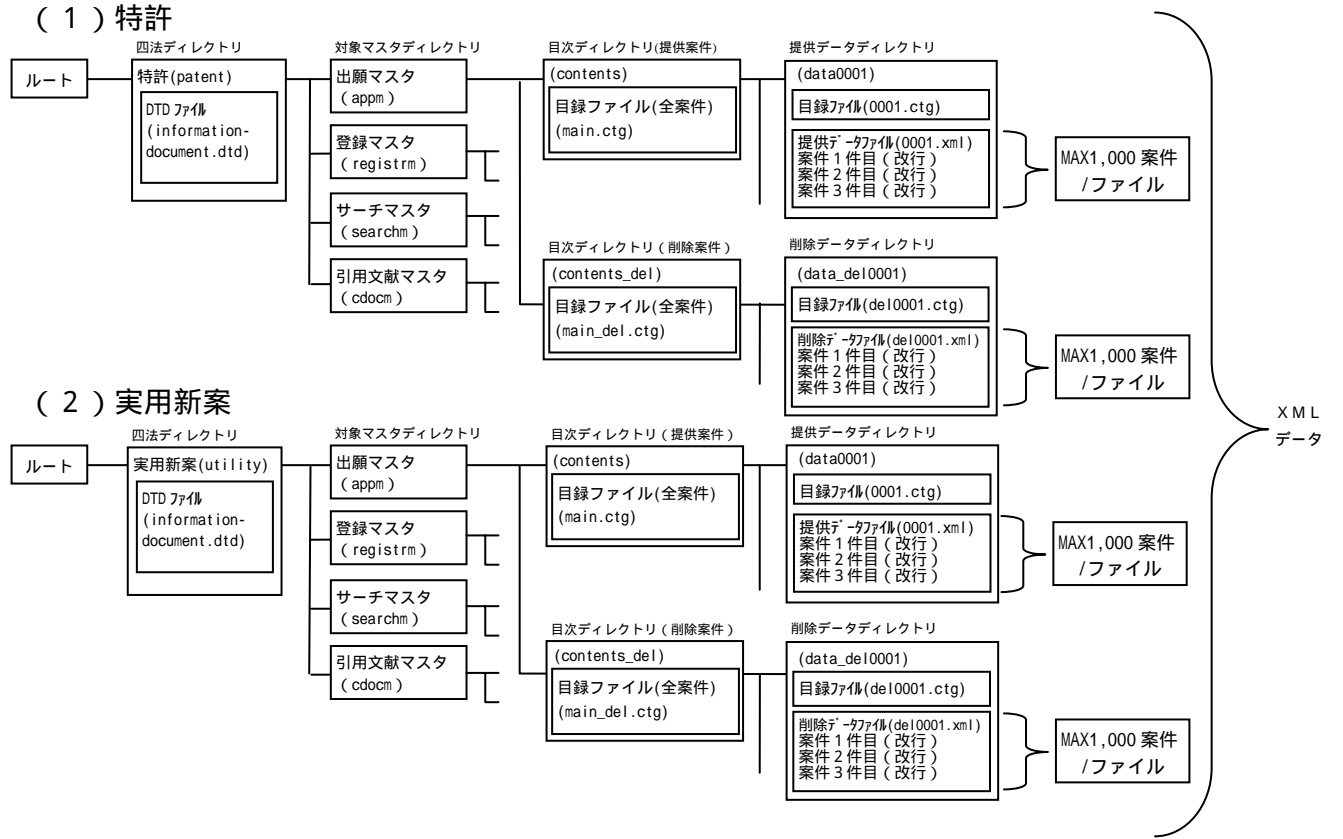 （１）特許
四法ディレクトリ
対象マスタディレクトリ
目次ディレクトリ(提供案件)
提供データディレクトリ
ルート
特許(patent)
DTD ﾌｧｲﾙ
(information-
document.dtd)
出願マスタ
(appm)
登録マスタ
(registrm)
サーチマスタ
(searchm)
引用文献マスタ
(cdocm)
(contents)
目録ファイル(全案件)
(main.ctg)
(data0001)
目録ﾌｧｲﾙ(0001.ctg)
提供ﾃﾞｰﾀﾌｧｲﾙ(0001.xml)
案件１件目（改行）
案件２件目（改行）
案件３件目（改行）
MAX1,000 案件
/ファイル
目次ディレクトリ（削除案件）
削除データディレクトリ
(contents_del)
目録ファイル(全案件)
(main_del.ctg)
(data_del0001)
目録ﾌｧｲﾙ(del0001.ctg)
削除ﾃﾞｰﾀﾌｧｲﾙ(del0001.xml)
案件１件目（改行）
案件２件目（改行）
案件３件目（改行）
MAX1,000 案件
/ファイル
ＸＭＬ
データ
（２）実用新案
四法ディレクトリ
対象マスタディレクトリ
目次ディレクトリ（提供案件）
提供データディレクトリ
ルート
実用新案(utility)
DTD ﾌｧｲﾙ
(information-
document.dtd)
出願マスタ
(appm)
登録マスタ
(registrm)
サーチマスタ
(searchm)
引用文献マスタ
(cdocm)
(contents)
目録ファイル(全案件)
(main.ctg)
(data0001)
目録ﾌｧｲﾙ(0001.ctg)
提供ﾃﾞｰﾀﾌｧｲﾙ(0001.xml)
案件１件目（改行）
案件２件目（改行）
案件３件目（改行）
MAX1,000 案件
/ファイル
目次ディレクトリ（削除案件）
削除データディレクトリ
(contents_del)
目録ファイル(全案件)
(main_del.ctg)
(data_del0001)
目録ﾌｧｲﾙ(del0001.ctg)
削除ﾃﾞｰﾀﾌｧｲﾙ(del0001.xml)
案件１件目（改行）
案件２件目（改行）
案件３件目（改行）
MAX1,000 案件
/ファイル